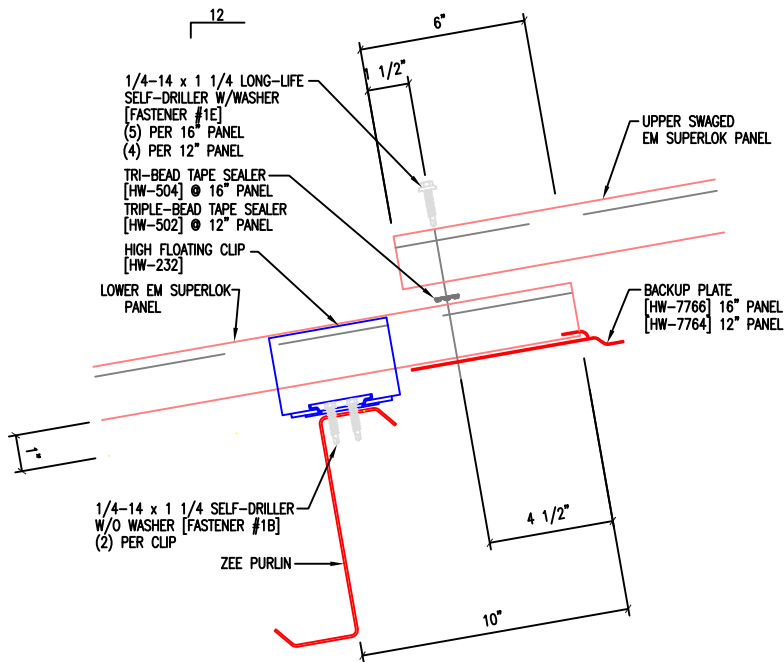 12
6"
1 1/2"
1/4-14 x 1 1/4 LONG-LIFE
SELF-DRILLER W/WASHER
[FASTENER #1E]
(5) PER 16" PANEL
(4) PER 12" PANEL
UPPER SWAGED
EM SUPERLOK PANEL
TRI-BEAD TAPE SEALER
[HW-504] @ 16" PANEL
TRIPLE-BEAD TAPE SEALER
[HW-502] @ 12" PANEL
HIGH FLOATING CLIP
[HW-232]
LOWER EM SUPERLOK
PANEL
BACKUP PLATE
[HW-7766] 16" PANEL
[HW-7764] 12" PANEL
1"
1/4-14 x 1 1/4 SELF-DRILLER
W/O WASHER [FASTENER #1B]
(2) PER CLIP
4 1/2"
ZEE PURLIN
10"